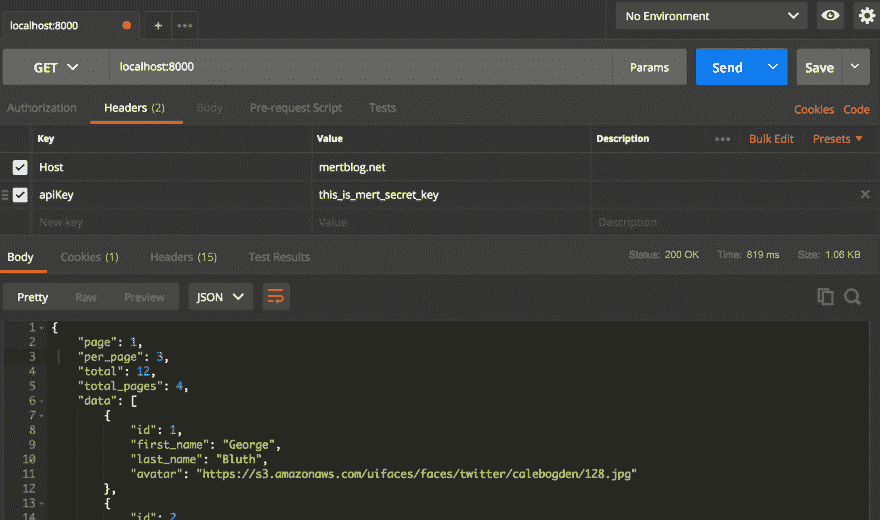 localhost:8000
+
No Environment
GET
localhost:8000
Params
Send
Save
Authorization
Headers (2)
Body
Pre-request Script
Tests
Cookies
Code
Key
Value
Description
Bulk Edit
Presets
Host
mertblog.net
apiKey
this_is_mert_secret_key
New key
Value
Description
Body
Cookies (1)
Headers (15)
Test Results
Status: 200 OK
Time: 819 ms
Size: 1.06 KB
Pretty
Raw
Preview
JSON
1 {
2 "page": 1,
3 "per_page": 3,
4 "total": 12,
5 "total_pages": 4,
6 "data": [
7 {
8 "id": 1,
9 "first_name": "George",
10 "last_name": "Bluth",
11 "avatar": "https://s3.amazonaws.com/uifaces/faces/twitter/calebogden/128.jpg"
12 },
13 {
14 "id": 2,